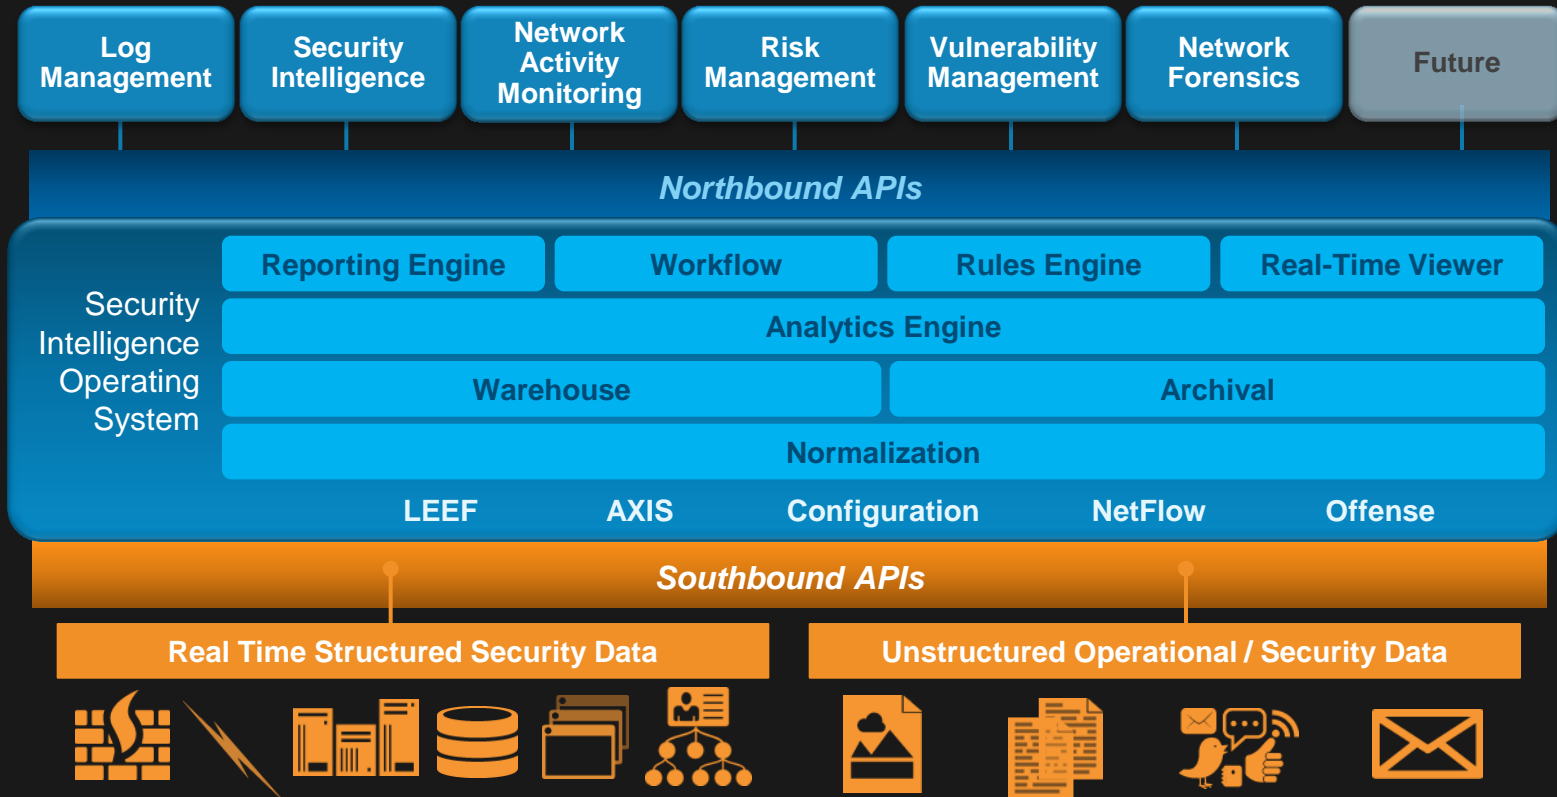 Log
Management
Security
Intelligence
Network
Activity
Monitoring
Risk
Management
Vulnerability
Management
Network
Forensics
Future
Northbound APIs
Security
Intelligence
Operating
System
Reporting Engine
Workflow
Rules Engine
Real-Time Viewer
Analytics Engine
Warehouse
Archival
Normalization
LEEF
AXIS
Configuration
NetFlow
Offense
Southbound APIs
Real Time Structured Security Data
Unstructured Operational / Security Data